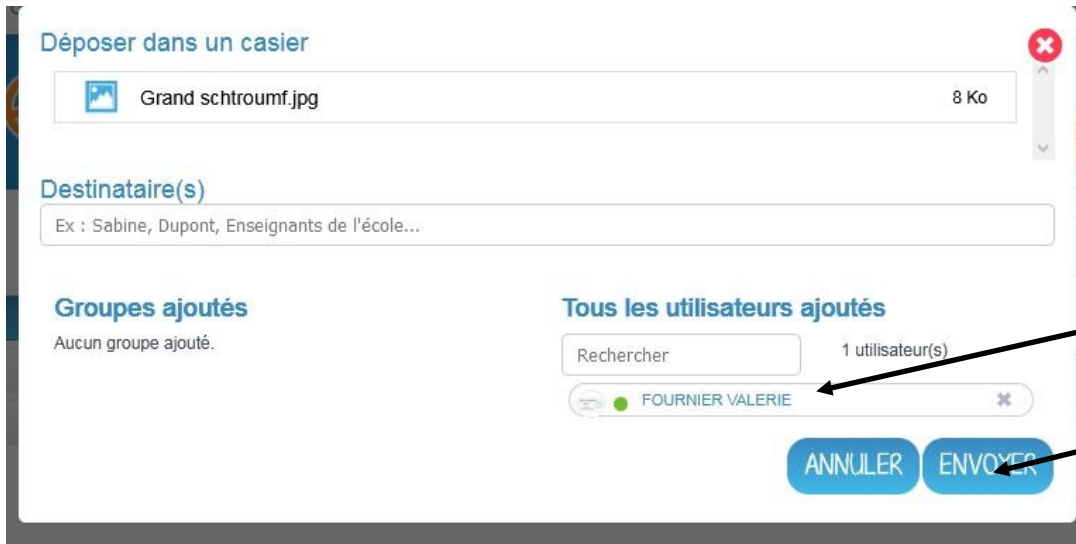 Déposer dans un casier
Grand schtroumf.jpg 8 Ko
Destinataire(s)
Ex : Sabine, Dupont, Enseignants de l'école...
Groupes ajoutés
Aucun groupe ajouté.
Tous les utilisateurs ajoutés
Rechercher 1 utilisateur(s)
FOURNIER VALERIE
ANNULER ENVOYER